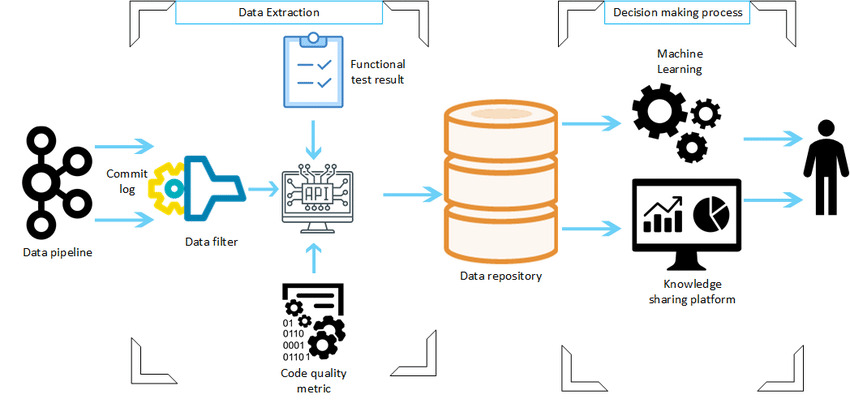 Data Extraction
Decision making process
Functional
test result
Machine
Learning
Commit
log
API
Data pipeline
Data filter
Data repository
Knowledge
sharing platform
01
0110
0001
0110 1
Code quality
metric